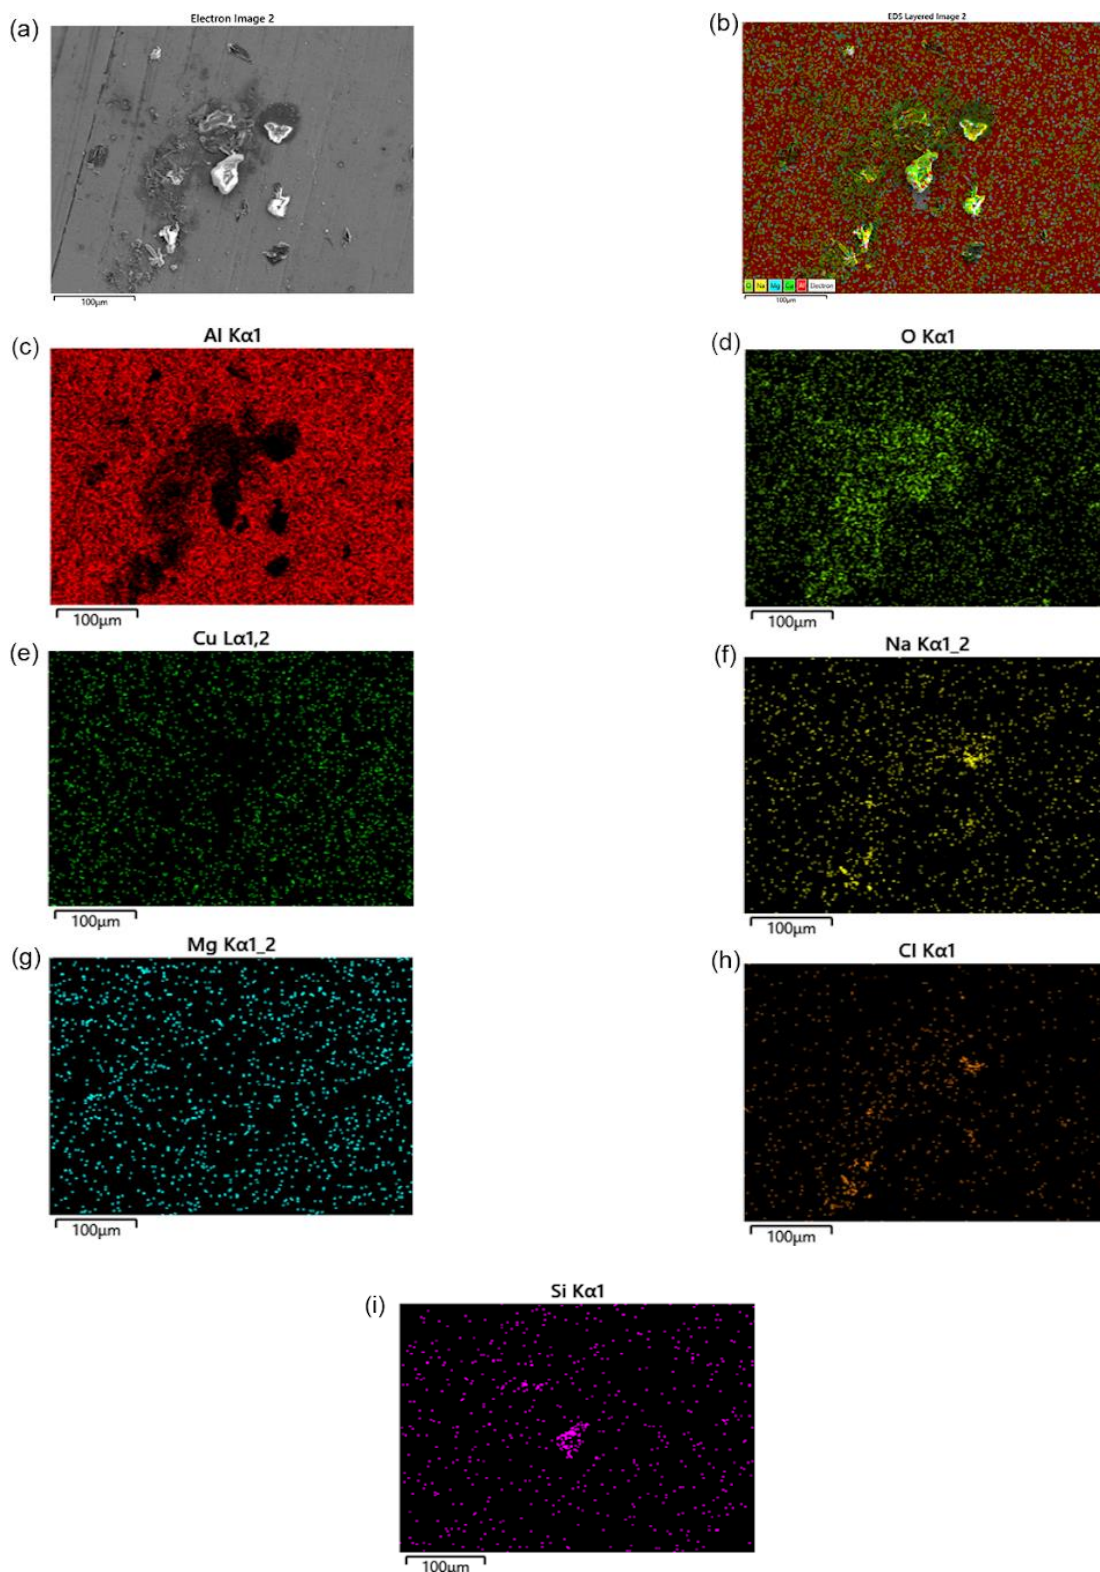 (a)
Electron Image 2
100μm
(b)
EDS Layered Image 2
O Na Mg Cu Al Electron
100μm
(c)
Al Kα1
100μm
(d)
O Kα1
100μm
(e)
Cu Lα1,2
100μm
(f)
Na Kα1_2
100μm
(g)
Mg Kα1_2
100μm
(h)
Cl Kα1
100μm
(i)
Si Kα1
100μm